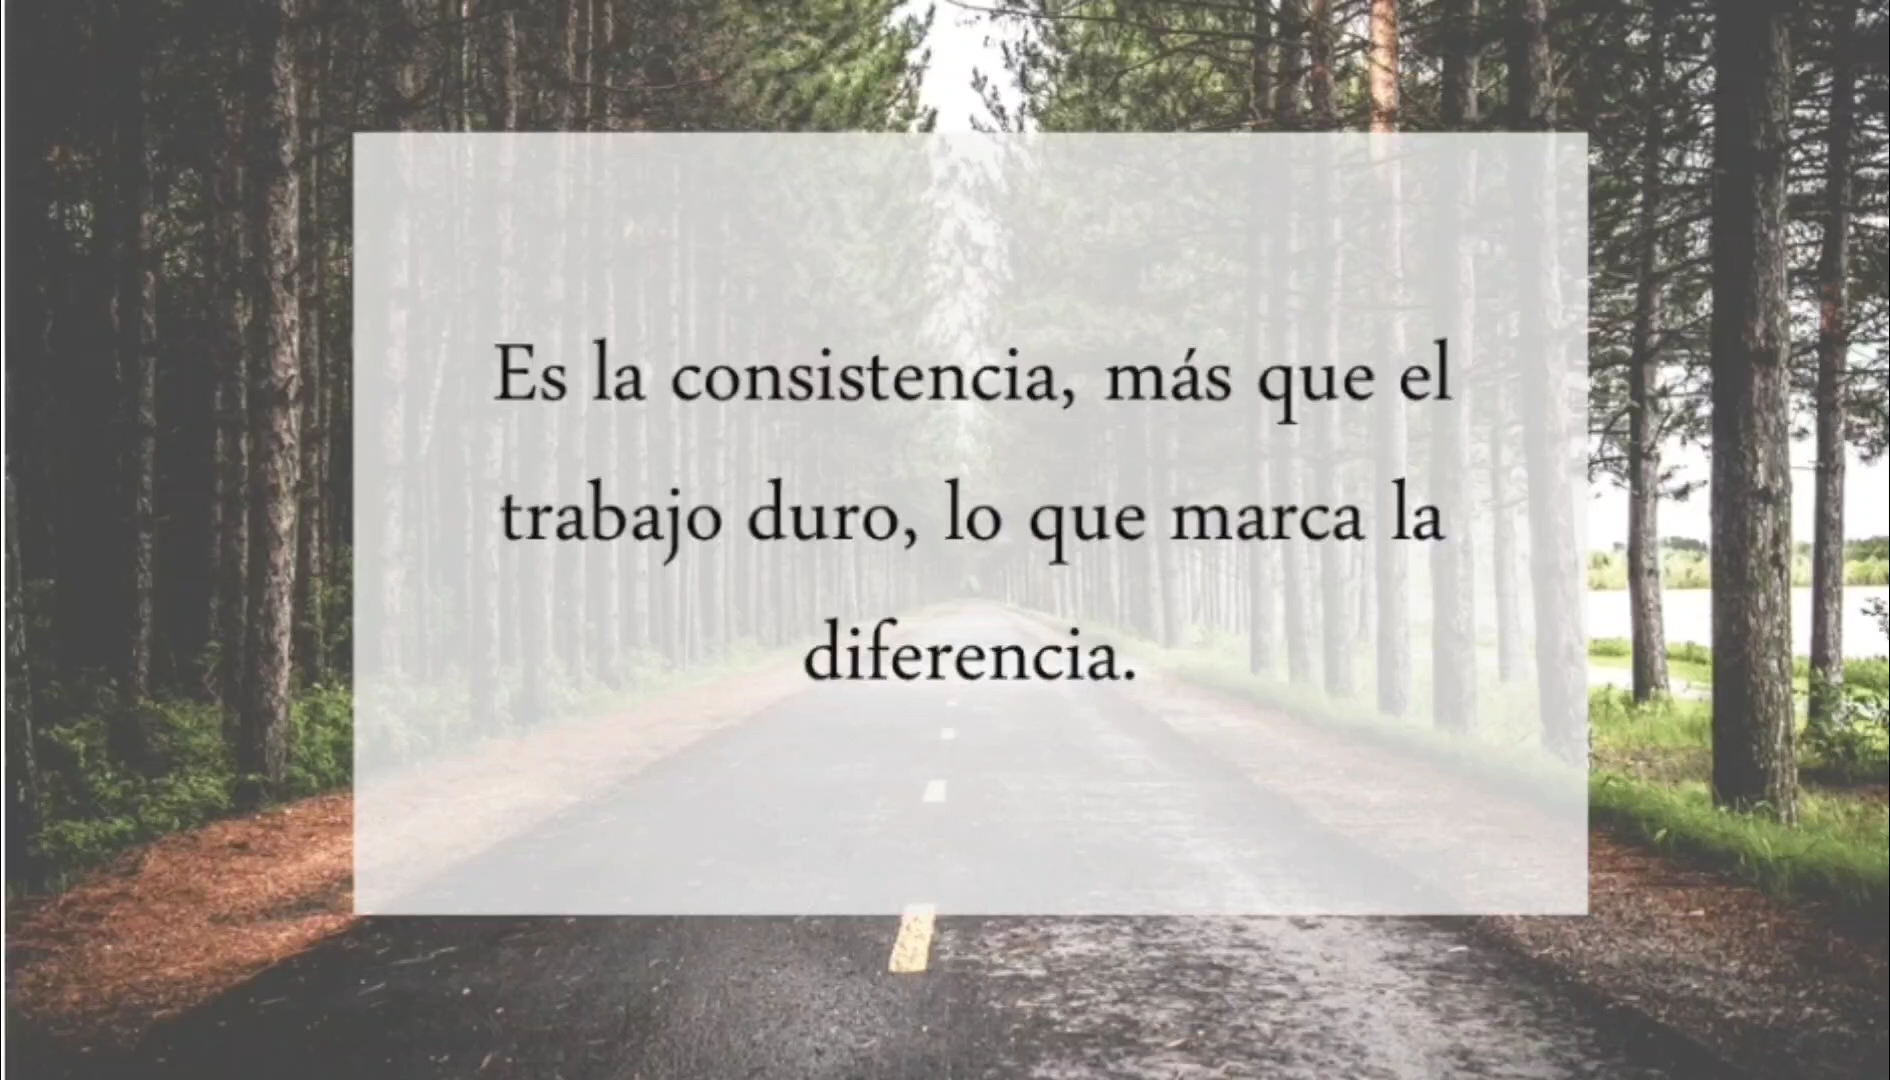 Es la consistencia, más que el
trabajo duro, lo que marca la
diferencia.